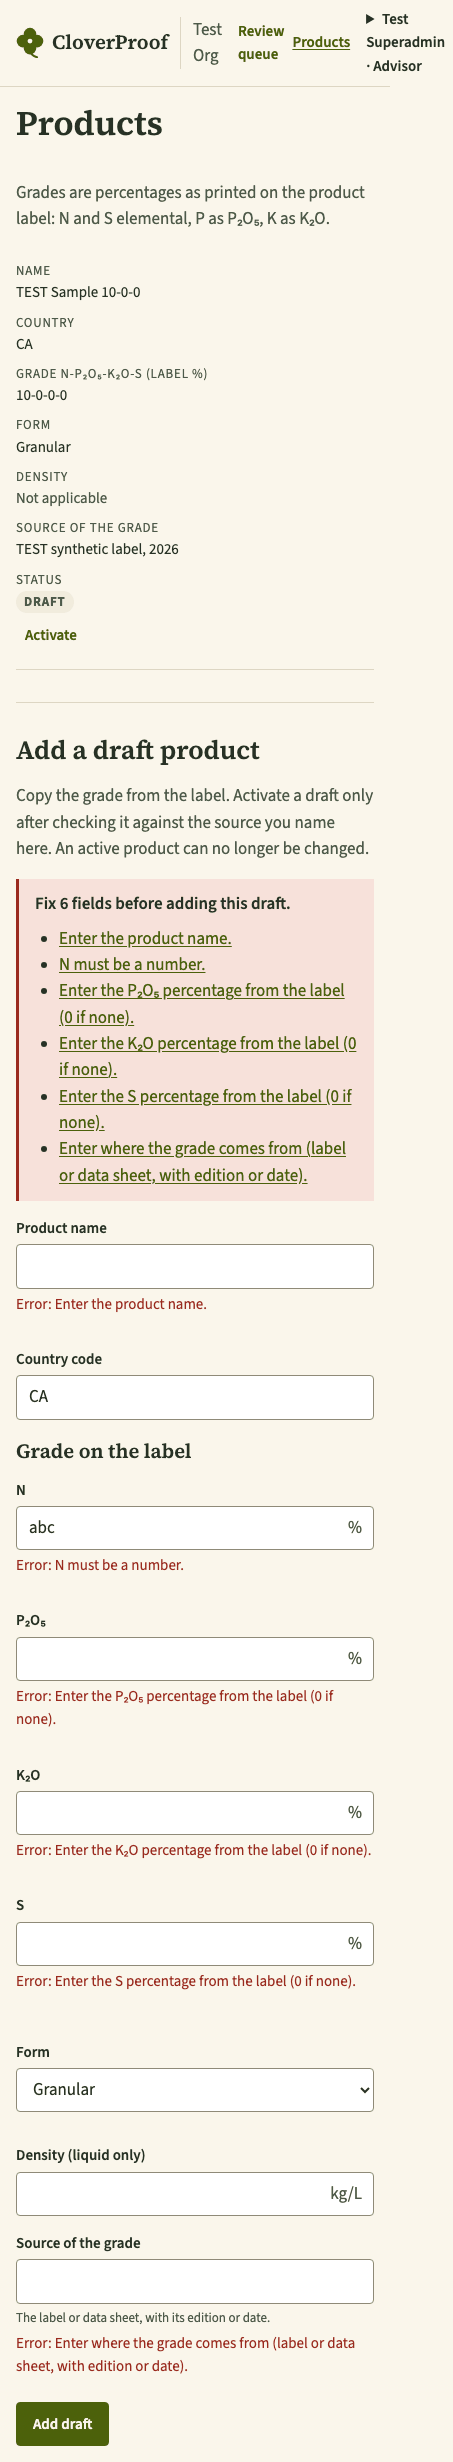 CloverProof
Test Org
Review queue
Products
Test Superadmin · Advisor
Products
Grades are percentages as printed on the product
label: N and S elemental, P as P₂O₅, K as K₂O.
NAME
TEST Sample 10-0-0
COUNTRY
CA
GRADE N-P₂O₅-K₂O-S (LABEL %)
10-0-0-0
FORM
Granular
DENSITY
Not applicable
SOURCE OF THE GRADE
TEST synthetic label, 2026
STATUS
DRAFT
Activate
Add a draft product
Copy the grade from the label. Activate a draft only
after checking it against the source you name
here. An active product can no longer be changed.
Fix 6 fields before adding this draft.
Enter the product name.
N must be a number.
Enter the P₂O₅ percentage from the label
(0 if none).
Enter the K₂O percentage from the label (0
if none).
Enter the S percentage from the label (0 if
none).
Enter where the grade comes from (label
or data sheet, with edition or date).
Product name
Error: Enter the product name.
Country code
CA
Grade on the label
N
abc %
Error: N must be a number.
P₂O₅
%
Error: Enter the P₂O₅ percentage from the label (0 if
none).
K₂O
%
Error: Enter the K₂O percentage from the label (0 if none).
S
%
Error: Enter the S percentage from the label (0 if none).
Form
Granular
Density (liquid only)
kg/L
Source of the grade
The label or data sheet, with its edition or date.
Error: Enter where the grade comes from (label or data
sheet, with edition or date).
Add draft